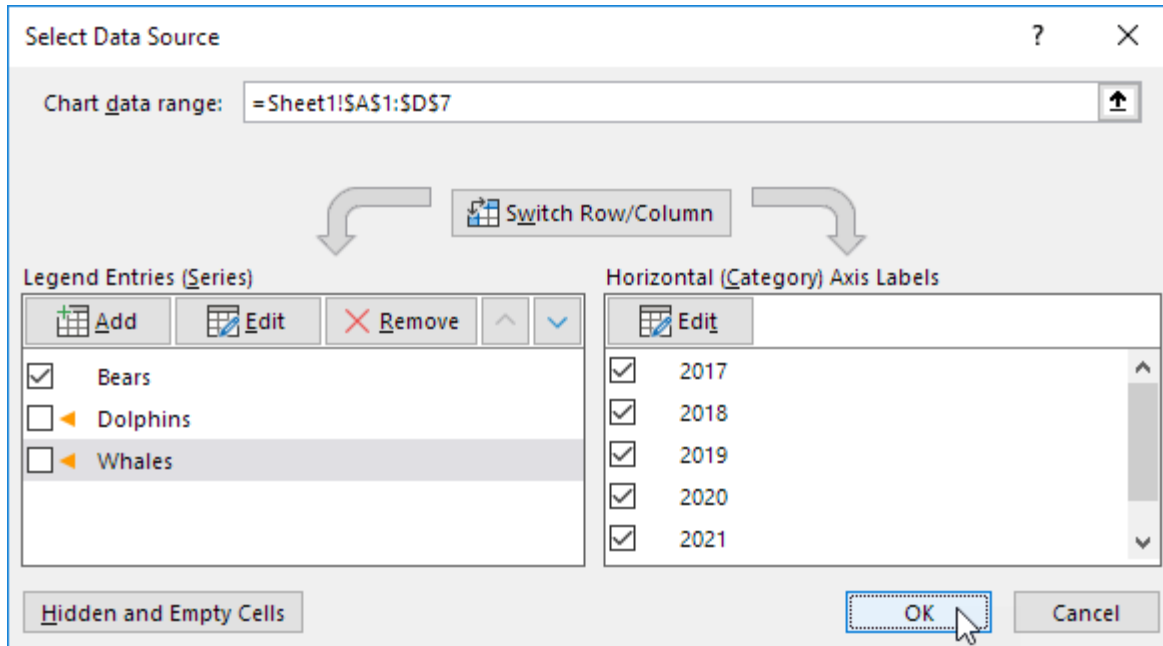 Select Data Source ?
Chart data range: =Sheet1!$A$1:$D$7
Switch Row/Column
Legend Entries (Series)
Add Edit Remove
Bears
Dolphins
Whales
Horizontal (Category) Axis Labels
Edit
2017
2018
2019
2020
2021
Hidden and Empty Cells
OK Cancel